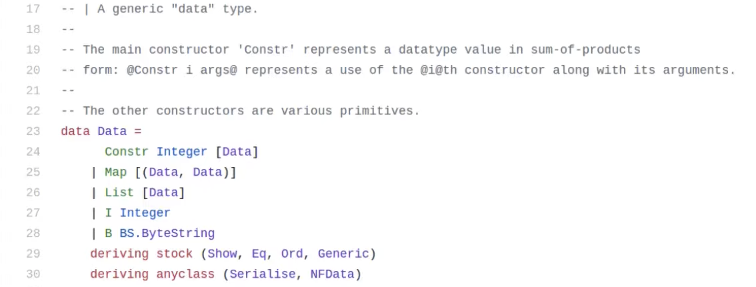 17 -- | A generic "data" type.
18 --
19 -- The main constructor 'Constr' represents a datatype value in sum-of-products
20 -- form: @Constr i args@ represents a use of the @i@th constructor along with its arguments.
21 --
22 -- The other constructors are various primitives.
23 data Data =
24       Constr Integer [Data]
25     | Map [(Data, Data)]
26     | List [Data]
27     | I Integer
28     | B BS.ByteString
29     deriving stock (Show, Eq, Ord, Generic)
30     deriving anyclass (Serialise, NFData)